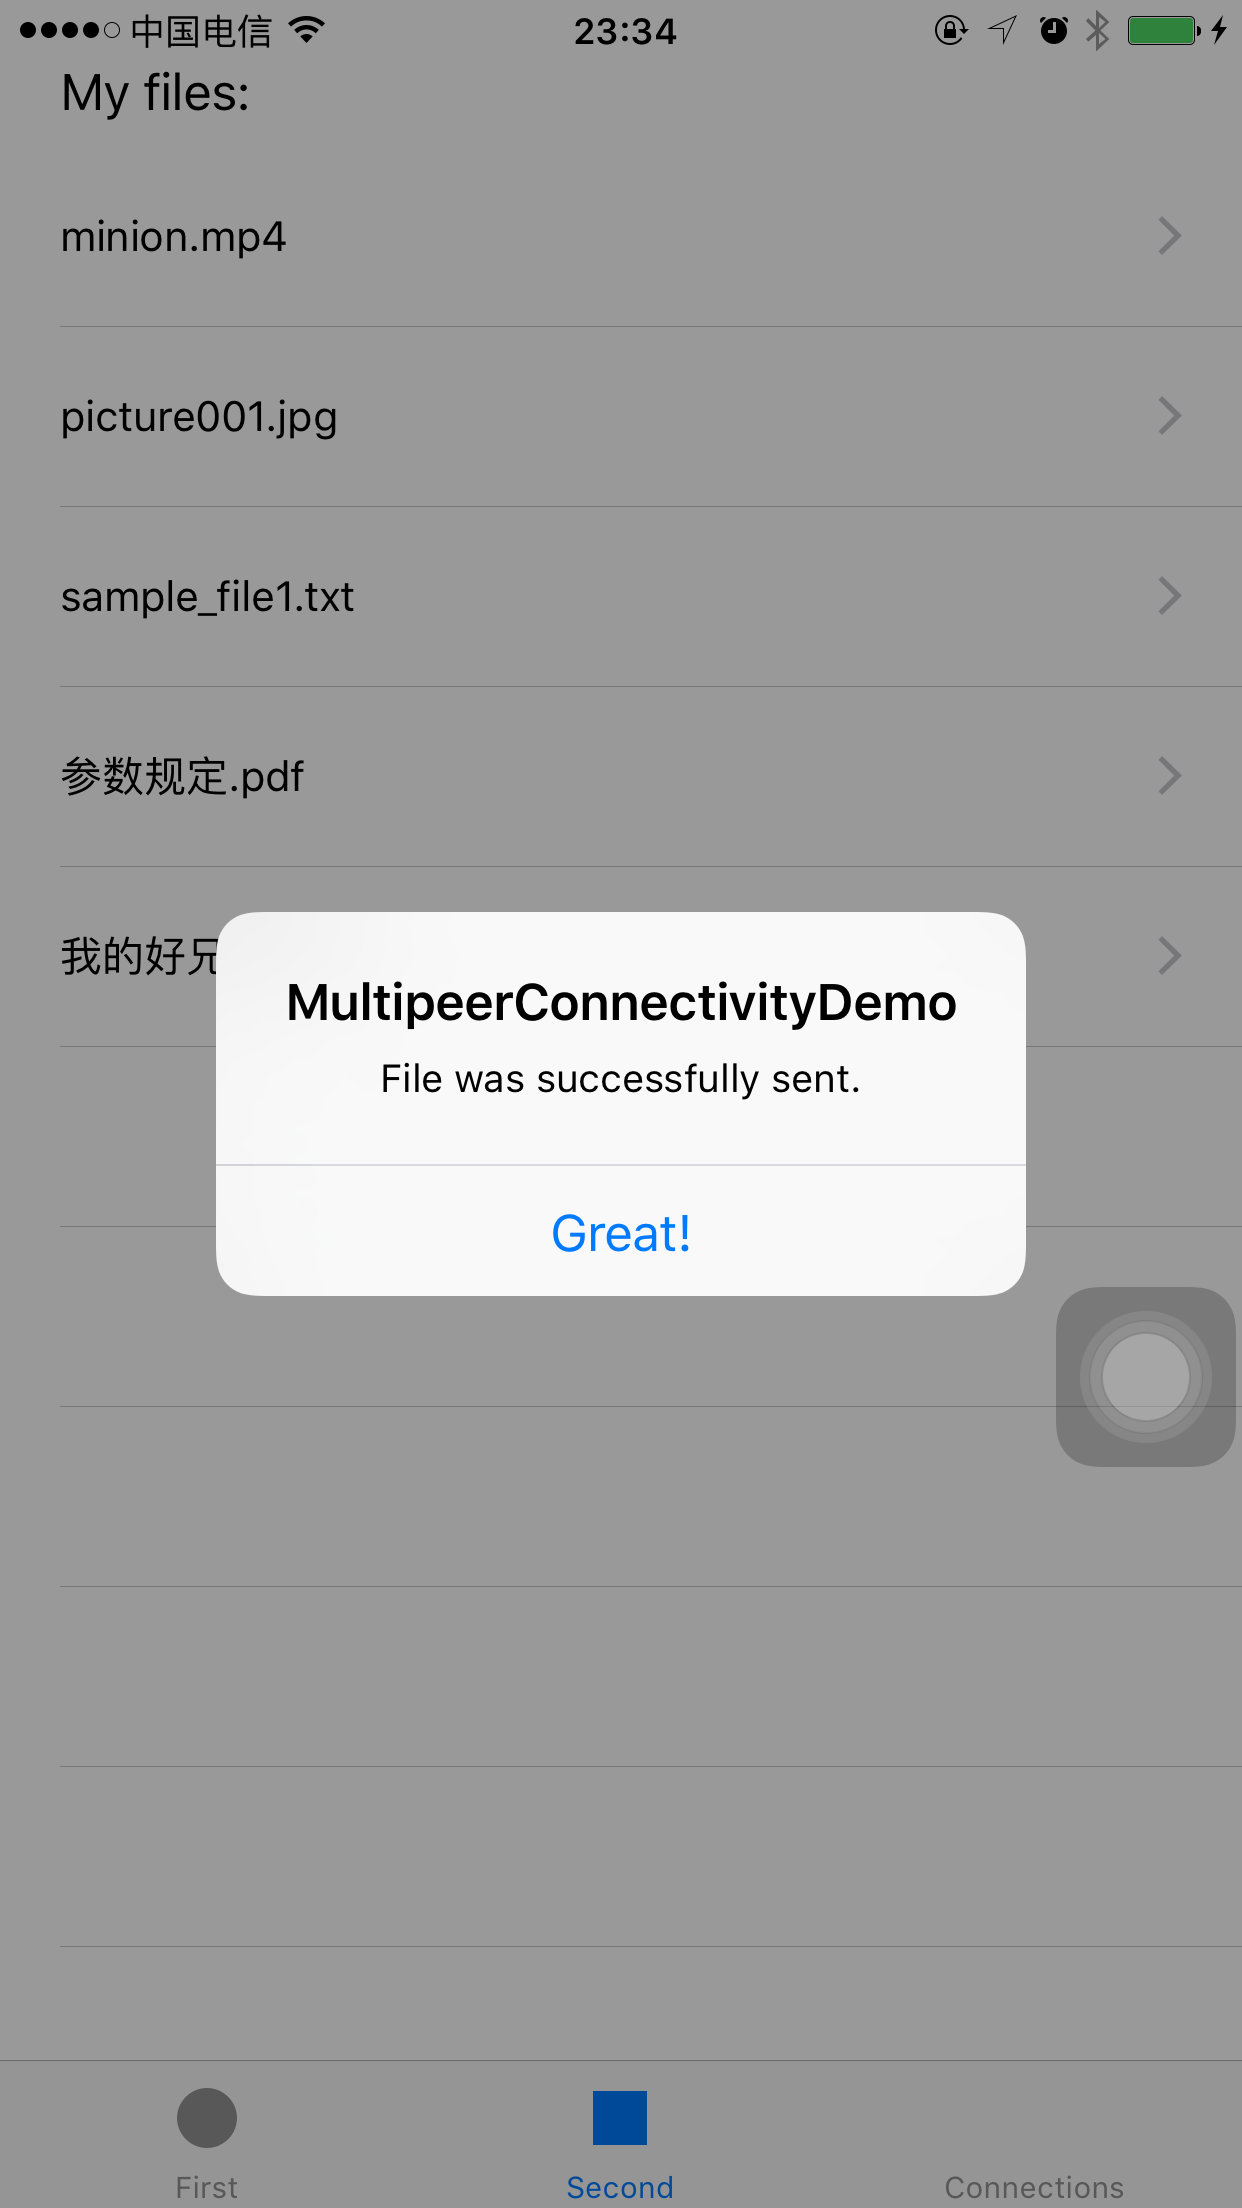 中国电信 23:34
My files:
minion.mp4
picture001.jpg
sample_file1.txt
参数规定.pdf
我的好兄
MultipeerConnectivityDemo
File was successfully sent.
Great!
First Second Connections